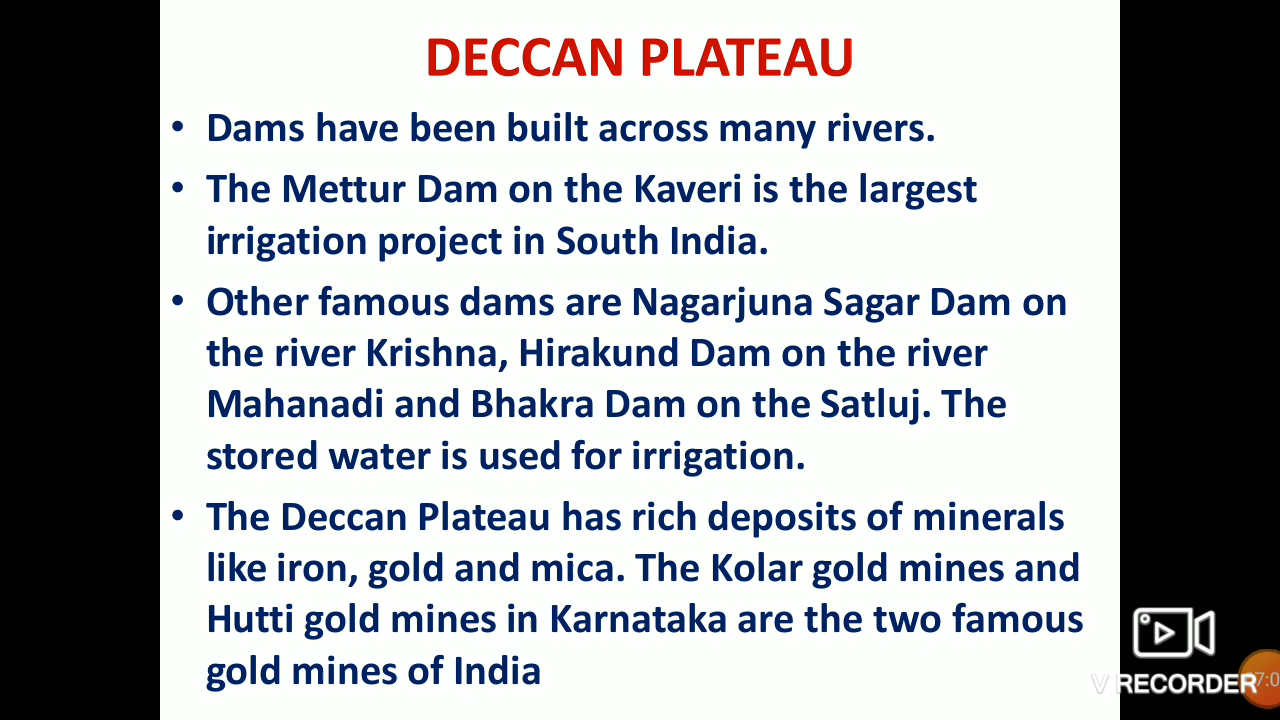 DECCAN PLATEAU
• Dams have been built across many rivers.
• The Mettur Dam on the Kaveri is the largest
irrigation project in South India.
• Other famous dams are Nagarjuna Sagar Dam on
the river Krishna, Hirakund Dam on the river
Mahanadi and Bhakra Dam on the Satluj. The
stored water is used for irrigation.
• The Deccan Plateau has rich deposits of minerals
like iron, gold and mica. The Kolar gold mines and
Hutti gold mines in Karnataka are the two famous
gold mines of India
V RECORDER